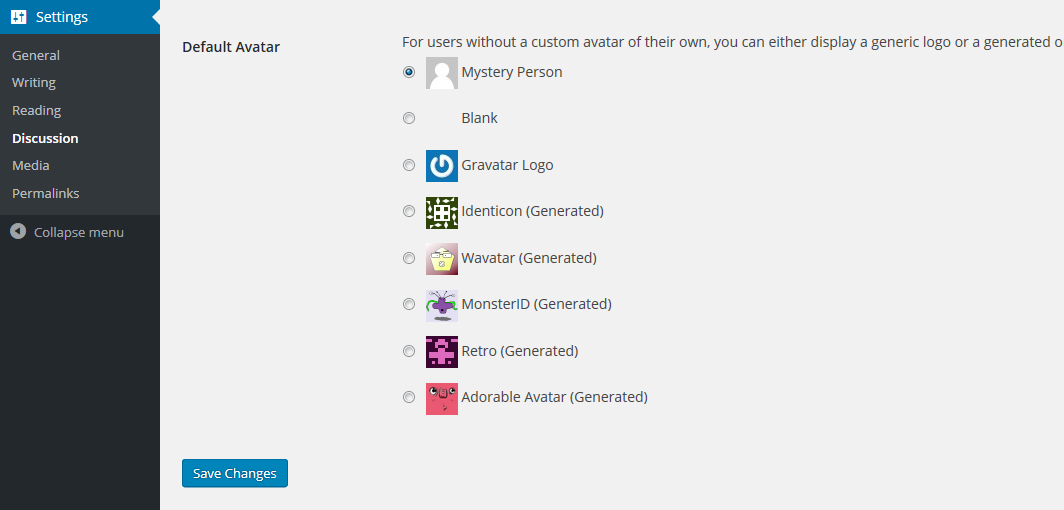 Settings
General
Writing
Reading
Discussion
Media
Permalinks
Collapse menu
Default Avatar
For users without a custom avatar of their own, you can either display a generic logo or a generated o
Mystery Person
Blank
Gravatar Logo
Identicon (Generated)
Wavatar (Generated)
MonsterID (Generated)
Retro (Generated)
Adorable Avatar (Generated)
Save Changes